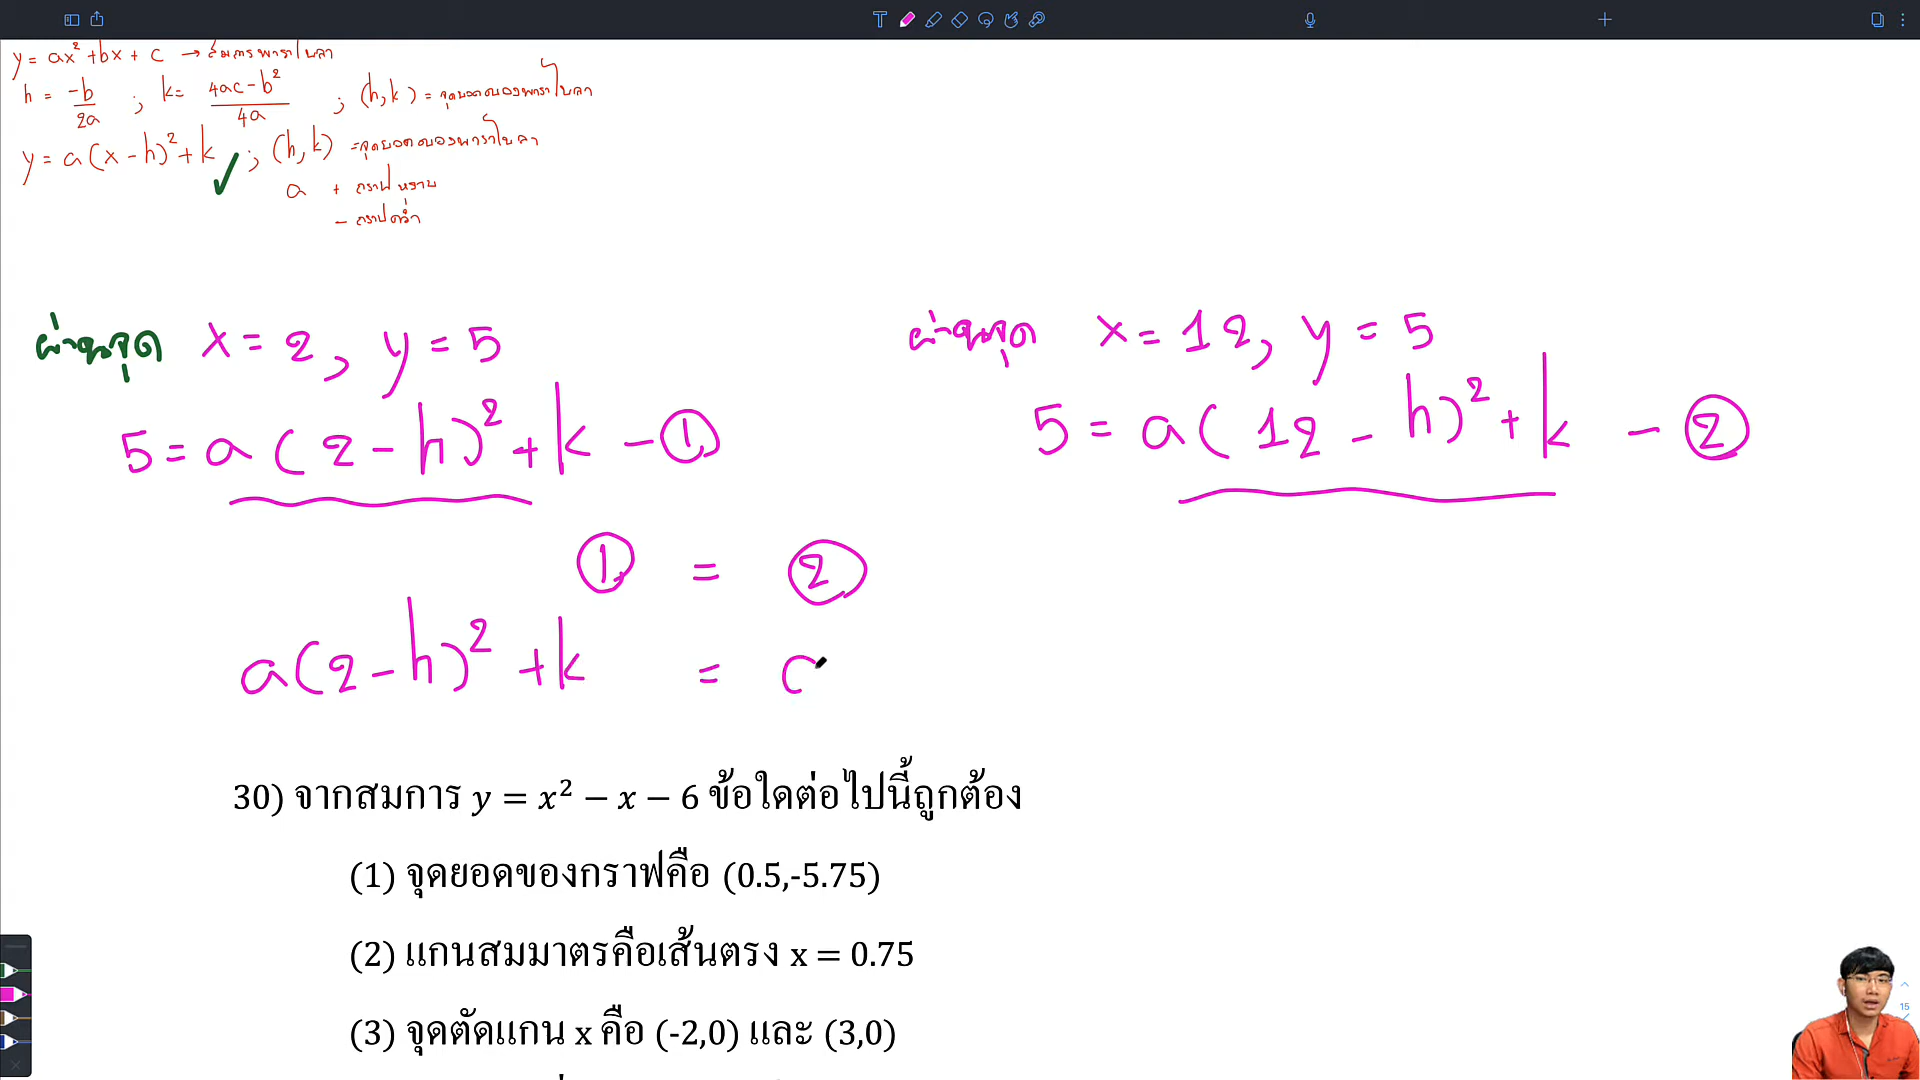 y = ax² + bx + c → สมการพาราโบลา
h = -b/2a ; k = 4ac - b²/4a ; (h, k) = จุดยอดของพาราโบลา
y = a(x - h)² + k ✓ ; (h, k) = จุดยอดของพาราโบลา
a + กราฟหงาย
- กราฟคว่ำ
ผ่านจุด x = 2, y = 5
5 = a(2 - h)² + k - ①
ผ่านจุด x = 12, y = 5
5 = a(12 - h)² + k - ②
① = ②
a(2 - h)² + k =
30) จากสมการ y = x² − x − 6 ข้อใดต่อไปนี้ถูกต้อง
(1) จุดยอดของกราฟคือ (0.5,-5.75)
(2) แกนสมมาตรคือเส้นตรง x = 0.75
(3) จุดตัดแกน x คือ (-2,0) และ (3,0)
15